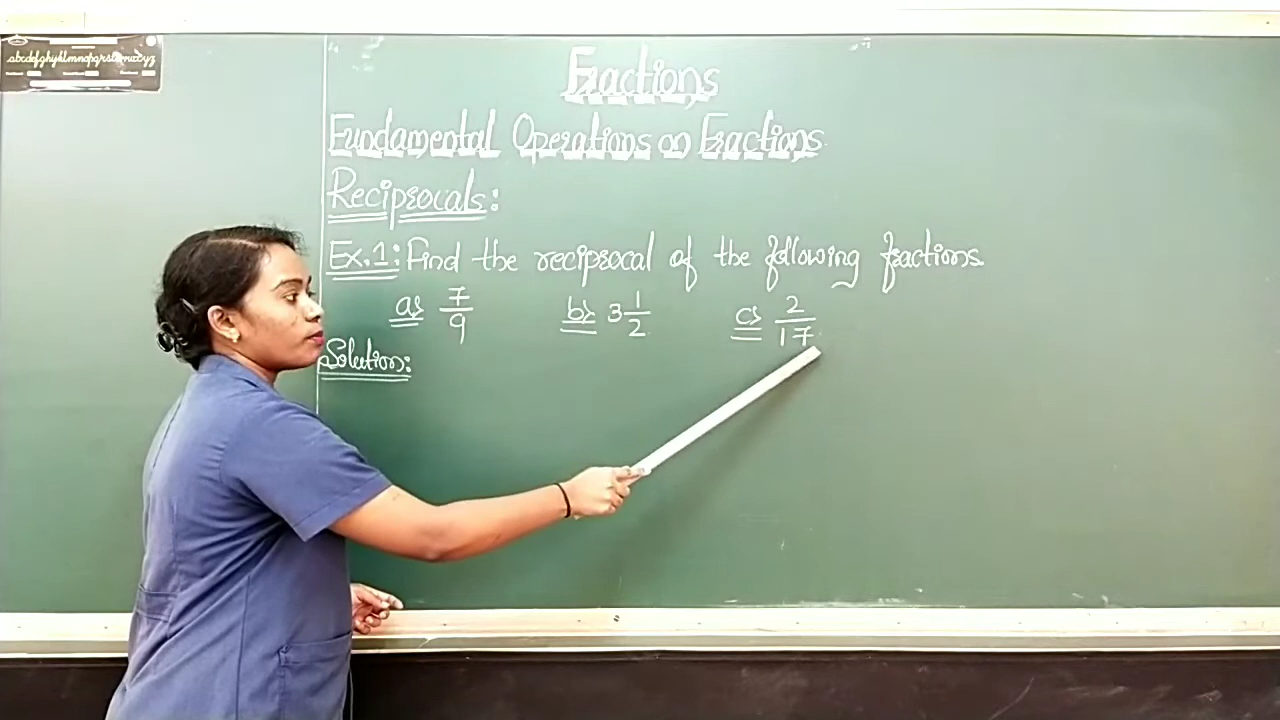 abcdefghijklmnopqrstuvwxyz
Fractions
Fundamental Operations on Fractions
Reciprocals:
Ex.1: Find the reciprocal of the following fractions
a) 7/9 b) 3 1/2 c) 2/17
Solution: